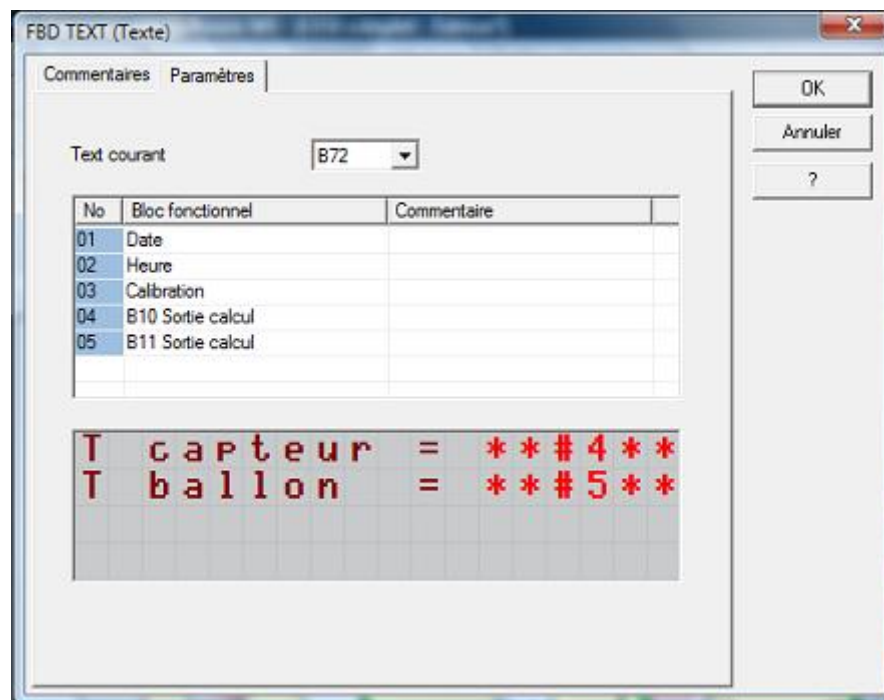 FBD TEXT (Texte)
Commentaires Paramètres
OK
Annuler
?
Text courant B72
No Bloc fonctionnel Commentaire
01 Date
02 Heure
03 Calibration
04 B10 Sortie calcul
05 B11 Sortie calcul
T capteur = **#4**
T ballon = **#5**